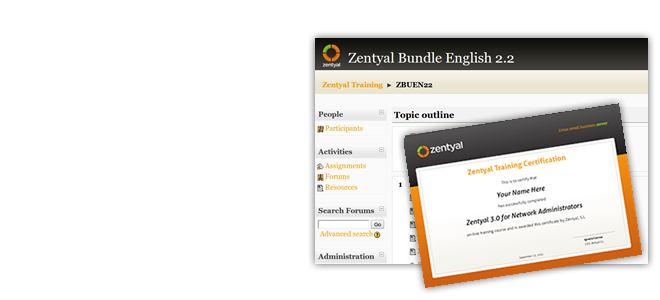 zentyal
Zentyal Bundle English 2.2
Zentyal Training ► ZBUEN22
People
Participants
Activities
Assignments
Forums
Resources
Search Forums
Go
Advanced search
Administration
Topic outline
1
zentyal
Linux small business server
Zentyal Training Certification
This is to certify that
Your Name Here
has successfully completed
Zentyal 3.0 for Network Administrators
on-line training course and is awarded this certificate by Zentyal, S.L.